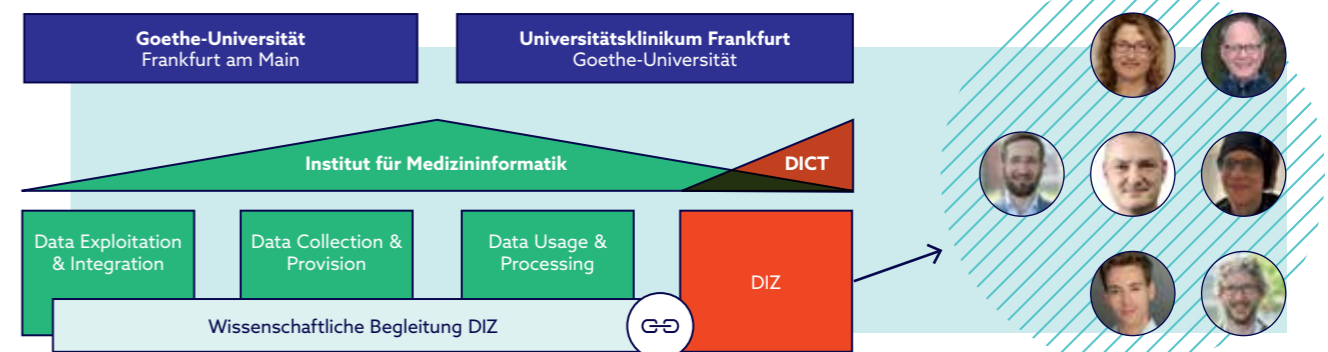 Goethe-Universität
Frankfurt am Main
Universitätsklinikum Frankfurt
Goethe-Universität
Institut für Medizininformatik
DICT
Data Exploitation
& Integration
Data Collection &
Provision
Data Usage &
Processing
DIZ
Wissenschaftliche Begleitung DIZ